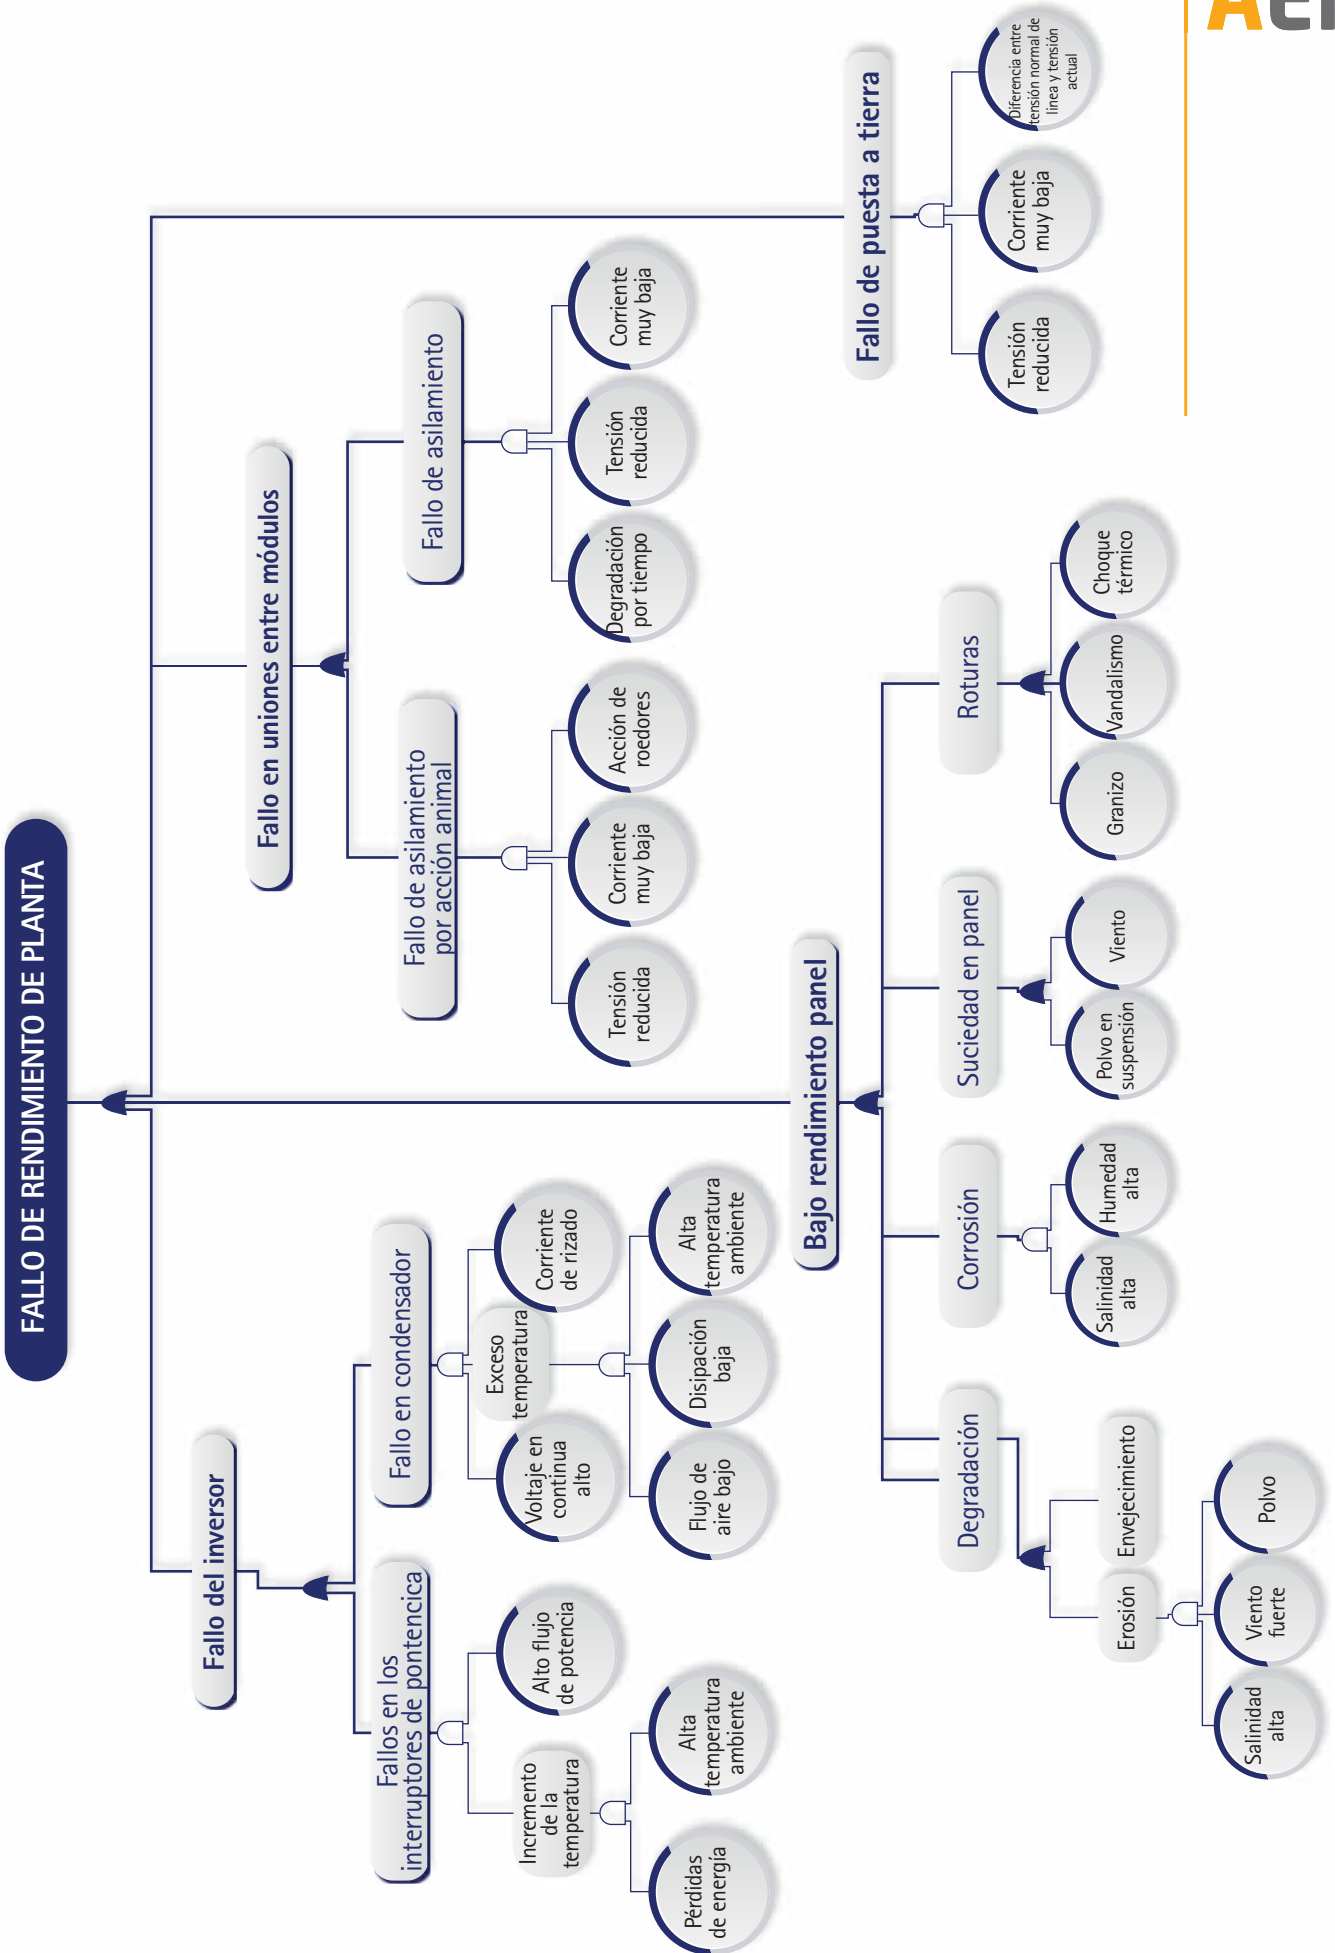 FALLO DE RENDIMIENTO DE PLANTA
Fallo del inversor
Fallos en los
interruptores de pontencica
Incremento
de la
temperatura
Pérdidas
de energía
Alta
temperatura
ambiente
Alto flujo
de potencia
Fallo en condensador
Voltaje en
continua
alto
Exceso
temperatura
Corriente
de rizado
Flujo de
aire bajo
Disipación
baja
Alta
temperatura
ambiente
Fallo en uniones entre módulos
Fallo de asilamiento
por acción animal
Tensión
reducida
Corriente
muy baja
Acción de
roedores
Fallo de asilamiento
Degradación
por tiempo
Tensión
reducida
Corriente
muy baja
Bajo rendimiento panel
Degradación
Erosión
Envejecimiento
Salinidad
alta
Viento
fuerte
Polvo
Corrosión
Salinidad
alta
Humedad
alta
Suciedad en panel
Polvo en
suspensión
Viento
Roturas
Granizo
Vandalismo
Choque
térmico
Fallo de puesta a tierra
Tensión
reducida
Corriente
muy baja
Diferencia entre
tensión normal de
linea y tensión
actual